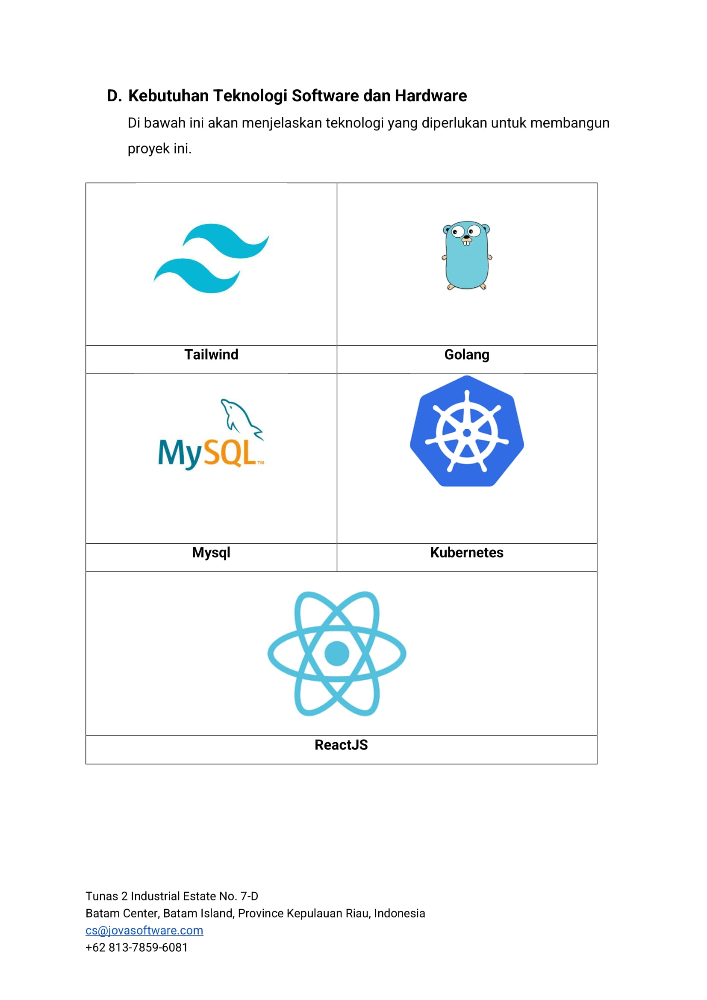 D. Kebutuhan Teknologi Software dan Hardware
Di bawah ini akan menjelaskan teknologi yang diperlukan untuk membangun
proyek ini.
Tailwind
Golang
MySQL™
Mysql
Kubernetes
ReactJS
Tunas 2 Industrial Estate No. 7-D
Batam Center, Batam Island, Province Kepulauan Riau, Indonesia
cs@jovasoftware.com
+62 813-7859-6081